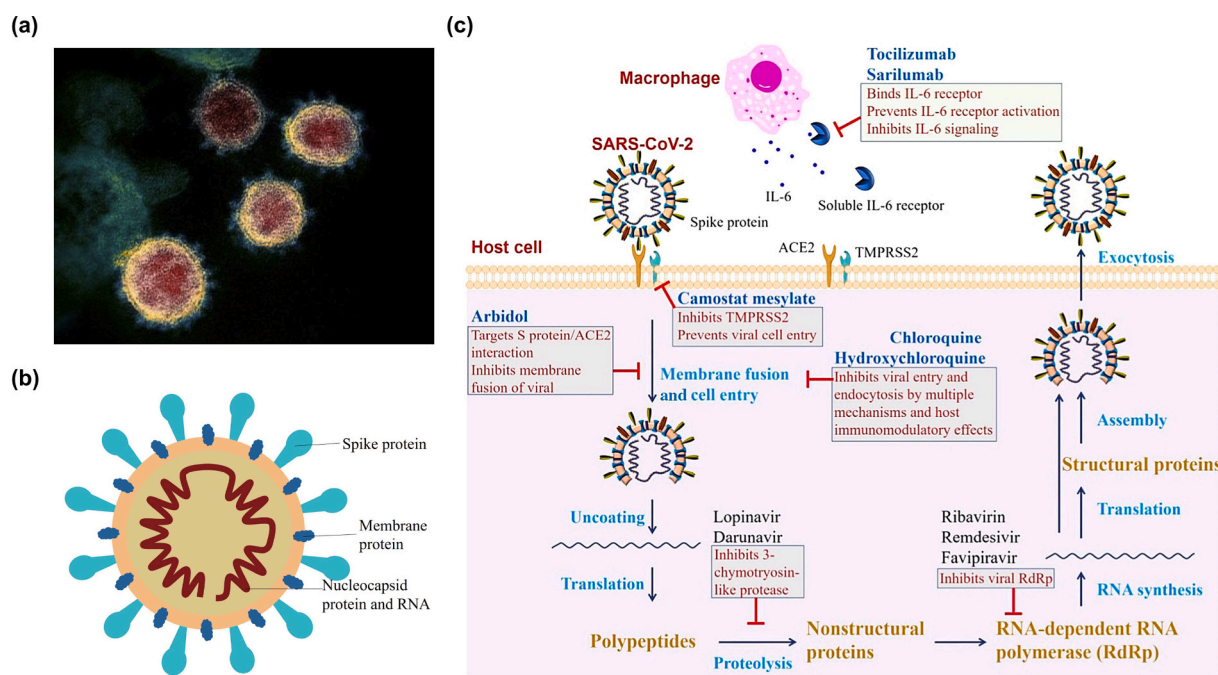 (a)
(b)
Spike protein
Membrane
protein
Nucleocapsid
protein and RNA
(c)
Macrophage
Tocilizumab
Sarilumab
Binds IL-6 receptor
Prevents IL-6 receptor activation
Inhibits IL-6 signaling
SARS-CoV-2
IL-6
Soluble IL-6 receptor
Spike protein
Host cell
ACE2
TMPRSS2
Exocytosis
Camostat mesylate
Inhibits TMPRSS2
Prevents viral cell entry
Arbidol
Targets S protein/ACE2
interaction
Inhibits membrane
fusion of viral
Chloroquine
Hydroxychloroquine
Inhibits viral entry and
endocytosis by multiple
mechanisms and host
immunomodulatory effects
Membrane fusion
and cell entry
Assembly
Structural proteins
Uncoating
Lopinavir
Darunavir
Inhibits 3-
chymotryosin-
like protease
Ribavirin
Remdesivir
Favipiravir
Inhibits viral RdRp
Translation
Translation
RNA synthesis
Polypeptides
Proteolysis
Nonstructural
proteins
RNA-dependent RNA
polymerase (RdRp)